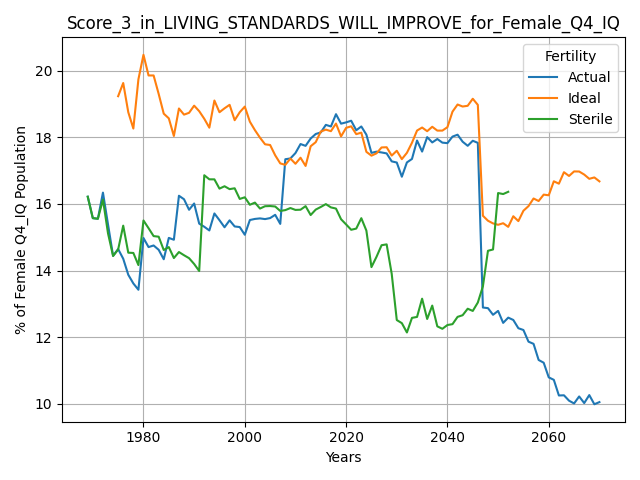 Score_3_in_LIVING_STANDARDS_WILL_IMPROVE_for_Female_Q4_IQ
Fertility
Actual
Ideal
Sterile
% of Female Q4_IQ Population
20
18
16
14
12
10
1980
2000
2020
2040
2060
Years